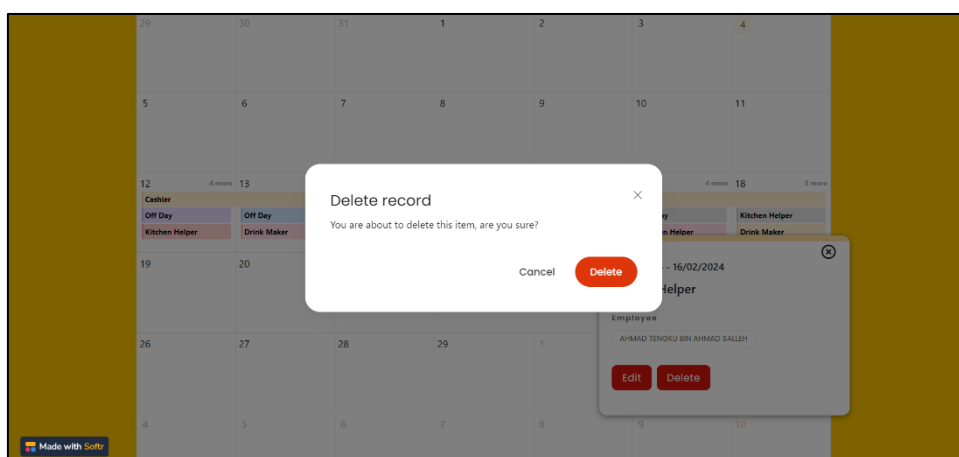 29 30 31 1 2 3 4
5 6 7 8 9 10 11
12 4 more 13 4 more 18 3 more
Cashier
Off Day Off Day Kitchen Helper
Kitchen Helper Drink Maker Helper Drink Maker
Delete record
You are about to delete this item, are you sure?
Cancel Delete
19 20
- 16/02/2024
Helper
Employee
AHMAD TENGKU BIN AHMAD SALLEH
26 27 28 29 1
Edit Delete
4 5 6 7 8 9 10
Made with Softr